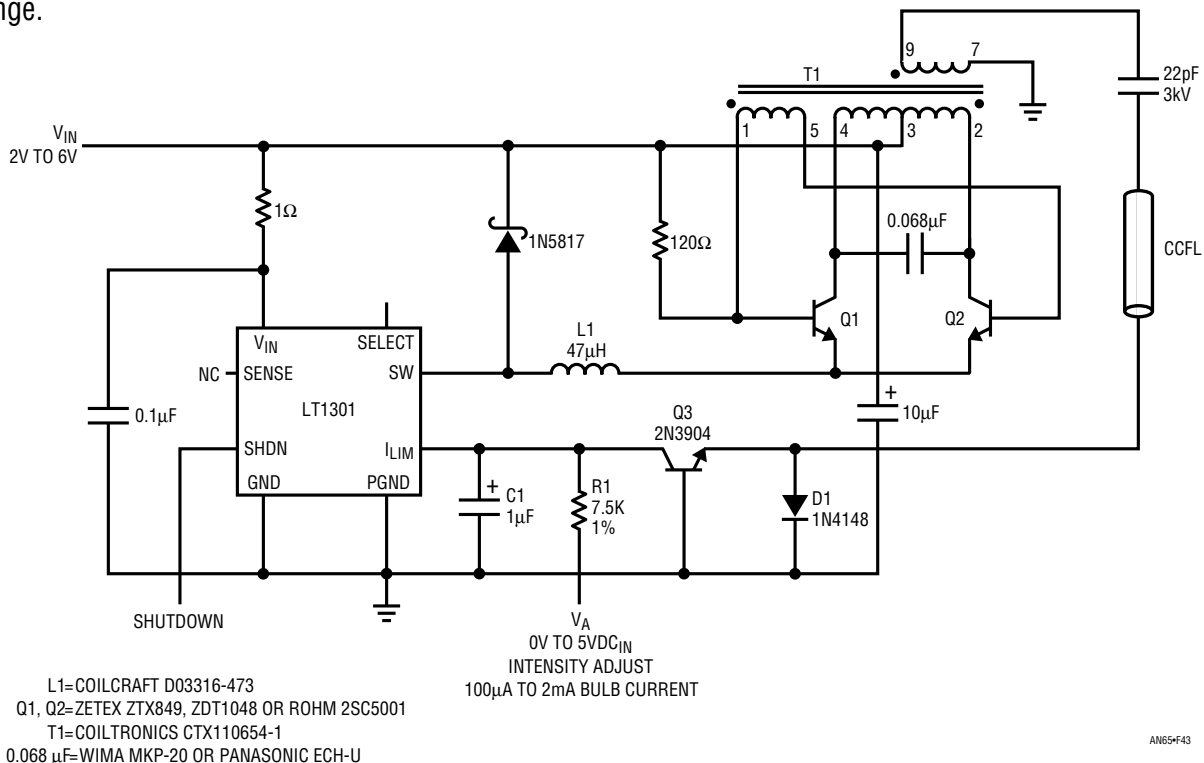 nge.
9
7
22pF
3kV
T1
1
5
4
3
2
V_IN
2V TO 6V
1Ω
1N5817
120Ω
0.068µF
CCFL
Q1
Q2
V_IN
SELECT
L1
47µH
NC
SENSE
SW
LT1301
0.1µF
10µF
+
Q3
2N3904
SHDN
I_LIM
GND
PGND
+
C1
1µF
R1
7.5K
1%
D1
1N4148
SHUTDOWN
V_A
0V TO 5VDC_IN
INTENSITY ADJUST
100µA TO 2mA BULB CURRENT
L1=COILCRAFT D03316-473
Q1, Q2=ZETEX ZTX849, ZDT1048 OR ROHM 2SC5001
T1=COILTRONICS CTX110654-1
0.068 µF=WIMA MKP-20 OR PANASONIC ECH-U
AN65•F43